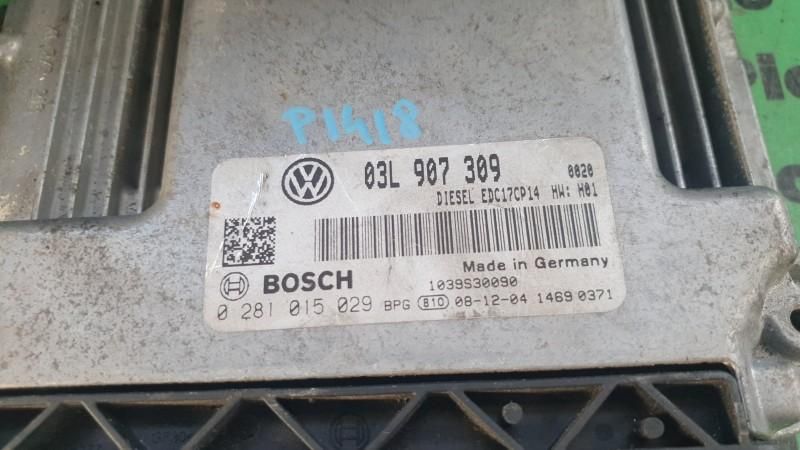 P1418
03L 907 309 0020
DIESEL EDC17CP14 HW: H01
Made in Germany
BOSCH 1039S30090
0 281 015 029 BPG B10 08-12-04 1469 0371